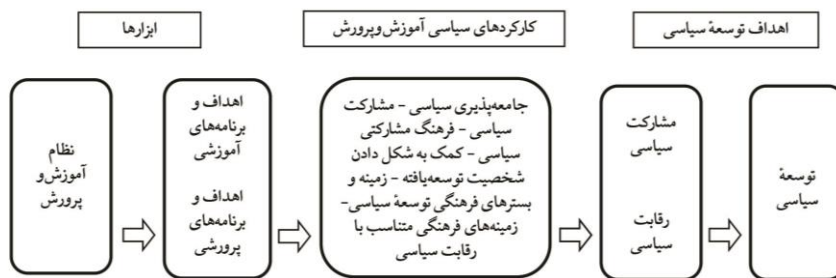 اهداف توسعهٔ سیاسی
کارکردهای سیاسی آموزش‌وپرورش
ابزارها
نظام
آموزش‌و
پرورش
اهداف و
برنامه‌های
آموزشی
اهداف و
برنامه‌های
پرورشی
جامعه‌پذیری سیاسی – مشارکت
سیاسی – فرهنگ مشارکتی
سیاسی – کمک به شکل دادن
شخصیت توسعه‌یافته – زمینه و
بسترهای فرهنگی توسعهٔ سیاسی–
زمینه‌های فرهنگی متناسب با
رقابت سیاسی
مشارکت
سیاسی
رقابت
سیاسی
توسعهٔ
سیاسی